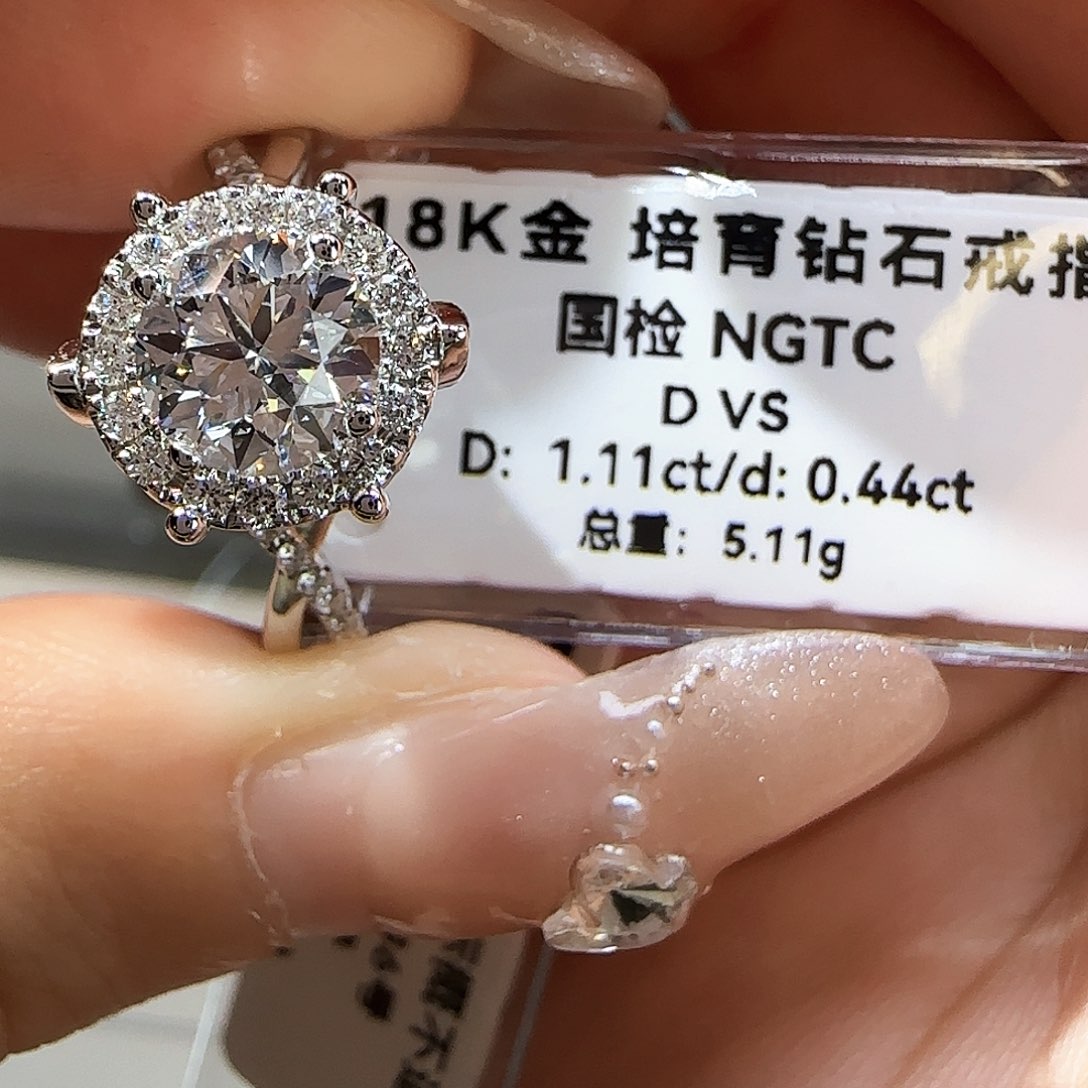 18K金 培育钻石戒指
国检 NGTC
D VS
D: 1.11ct/d: 0.44ct
总重: 5.11g